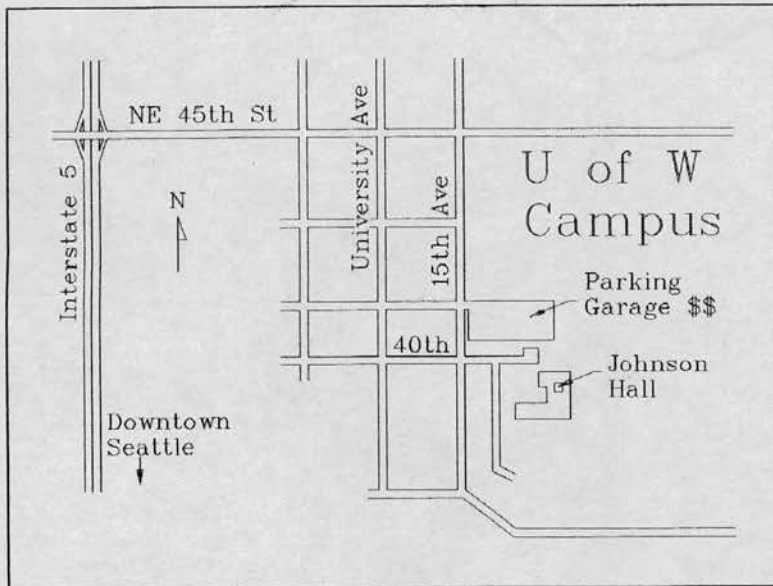 NE 45th St
University Ave
Interstate 5
N
15th Ave
U of W
Campus
Parking
Garage $$
40th
Johnson
Hall
Downtown
Seattle